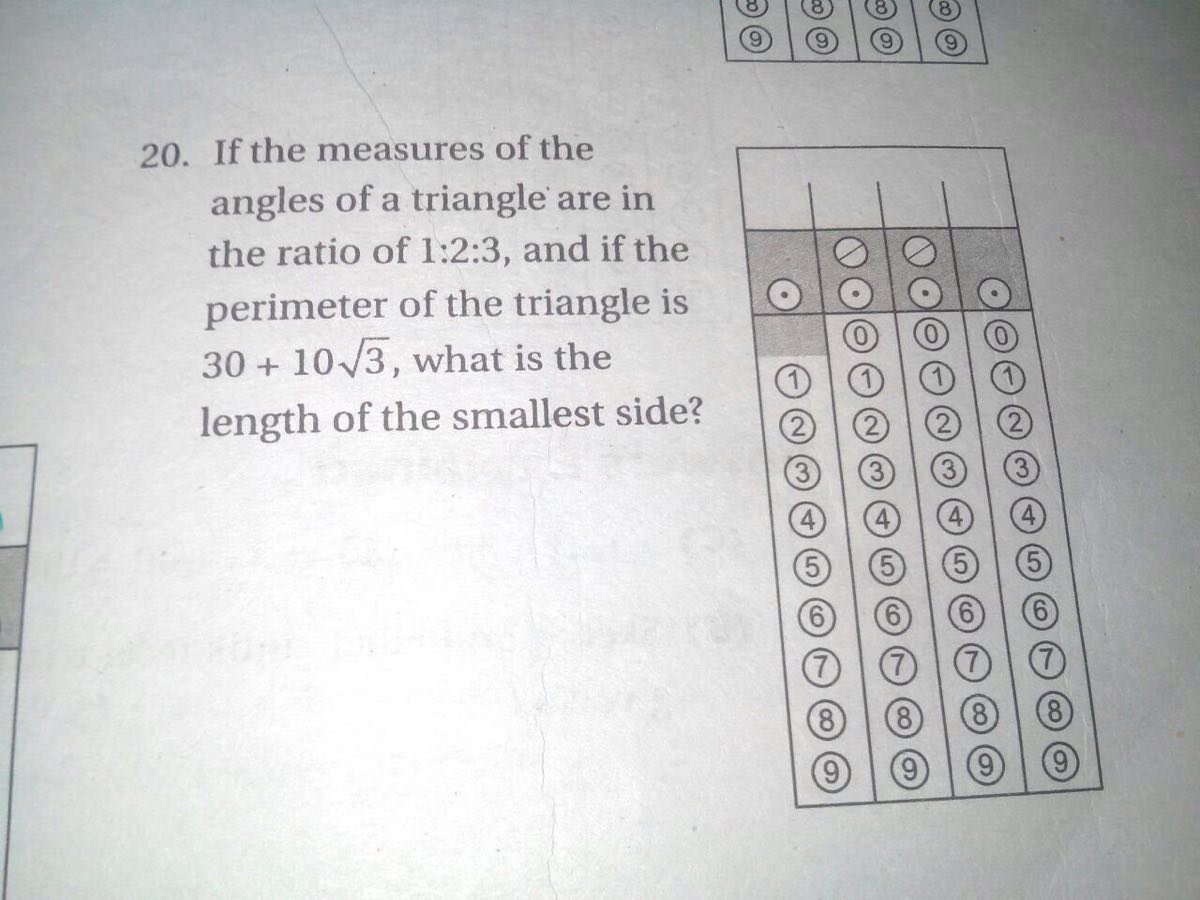 8 8 8 8
9 9 9 9
20. If the measures of the
angles of a triangle are in
the ratio of 1:2:3, and if the
perimeter of the triangle is
30 + 10√3, what is the
length of the smallest side?
0 0 0
1 1 1 1
2 2 2 2
3 3 3 3
4 4 4 4
5 5 5 5
6 6 6 6
7 7 7 7
8 8 8 8
9 9 9 9